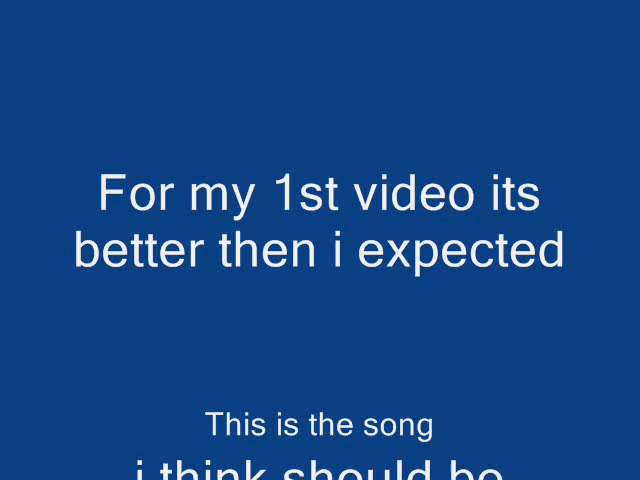 For my 1st video its
better then i expected
This is the song
i think should be